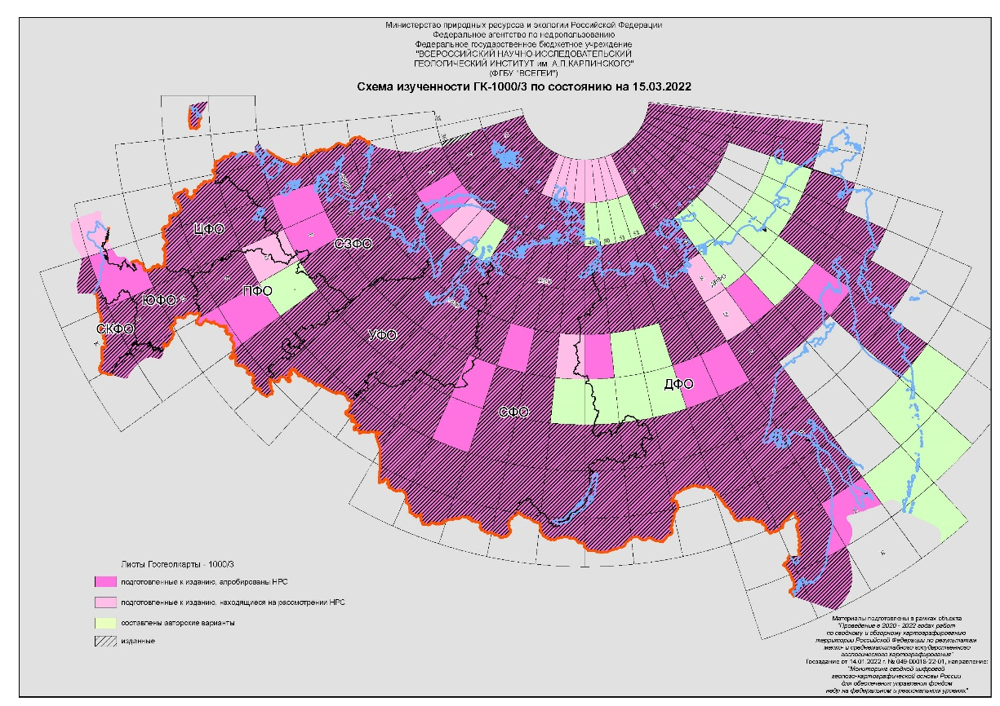 Министерство природных ресурсов и экологии Российской Федерации
Федеральное агентство по недропользованию
Федеральное государственное бюджетное учреждение
"ВСЕРОССИЙСКИЙ НАУЧНО-ИССЛЕДОВАТЕЛЬСКИЙ
ГЕОЛОГИЧЕСКИЙ ИНСТИТУТ им. А.П.КАРПИНСКОГО"
(ФГБУ "ВСЕГЕИ")
Схема изученности ГК-1000/3 по состоянию на 15.03.2022
ЦФО
СЗФО
49
50
51
ПФО
ЮФО
СКФО
УФО
ДФО
СФО
Листы Госгеолкарты - 1000/3
подготовленные к изданию, апробированы НРС
подготовленные к изданию, находящиеся на рассмотрении НРС
составлены авторские варианты
изданные
Материалы подготовлены в рамках объекта
"Проведение в 2020 - 2022 годах работ
по сводному и обзорному картографированию
территории Российской Федерации по результатам
мелко- и среднемасштабного государственного
геологического картографирования"
Госзадание от 14.01.2022 г. № 049-00018-22-01, направление:
"Мониторинг сводной цифровой
геолого-картографической основы России
для обеспечения управления фондом
недр на федеральном и региональном уровнях"